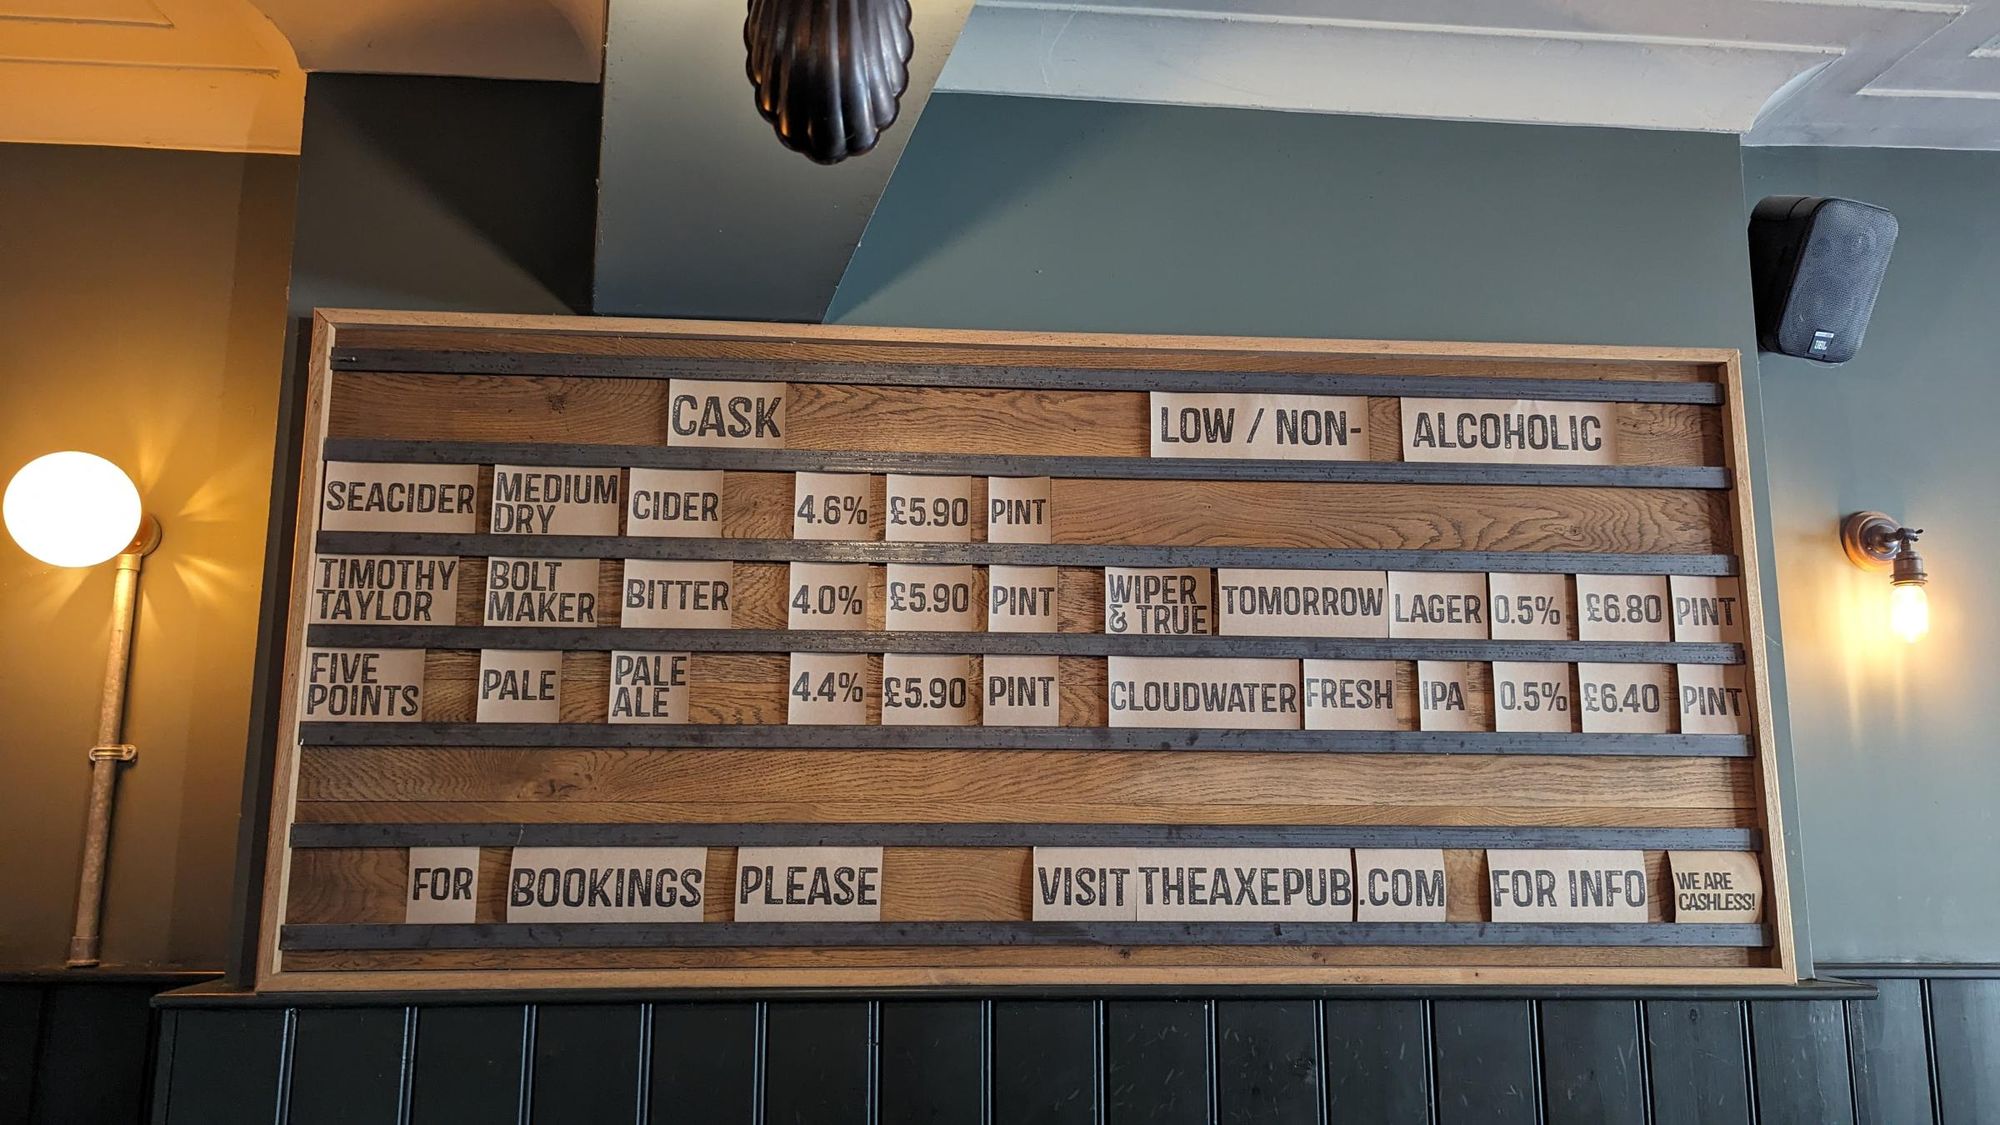 CASK
LOW / NON-ALCOHOLIC
SEACIDER MEDIUM DRY CIDER 4.6% £5.90 PINT
TIMOTHY TAYLOR BOLT MAKER BITTER 4.0% £5.90 PINT
WIPER & TRUE TOMORROW LAGER 0.5% £6.80 PINT
FIVE POINTS PALE PALE ALE 4.4% £5.90 PINT
CLOUDWATER FRESH IPA 0.5% £6.40 PINT
FOR BOOKINGS PLEASE VISIT THEAXEPUB.COM FOR INFO
WE ARE CASHLESS!
JBL